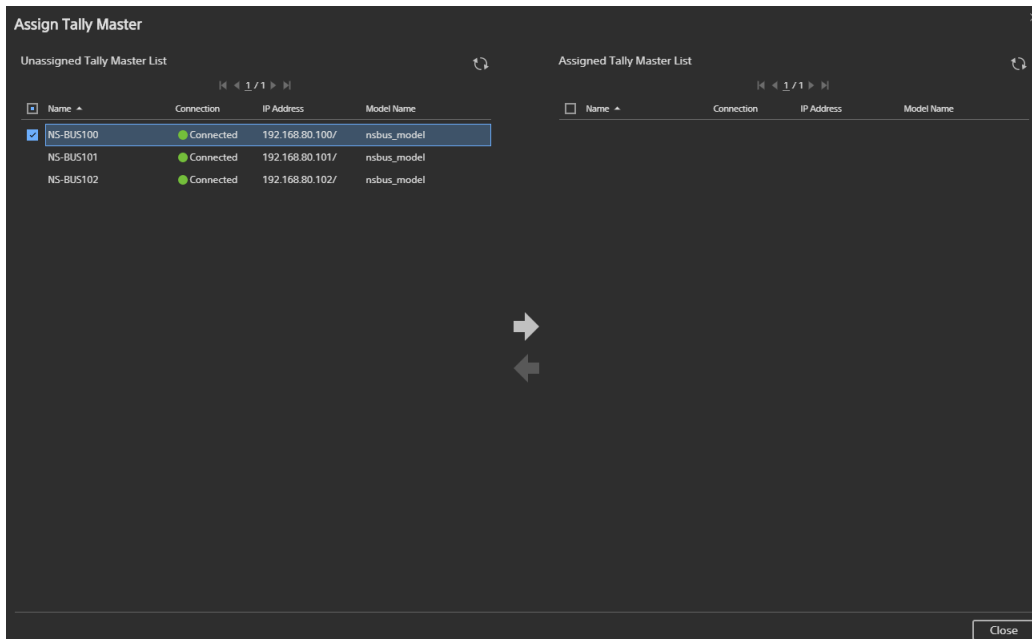 Assign Tally Master
Unassigned Tally Master List
1 / 1
Name Connection IP Address Model Name
NS-BUS100 Connected 192.168.80.100/ nsbus_model
NS-BUS101 Connected 192.168.80.101/ nsbus_model
NS-BUS102 Connected 192.168.80.102/ nsbus_model
Assigned Tally Master List
1 / 1
Name Connection IP Address Model Name
Close